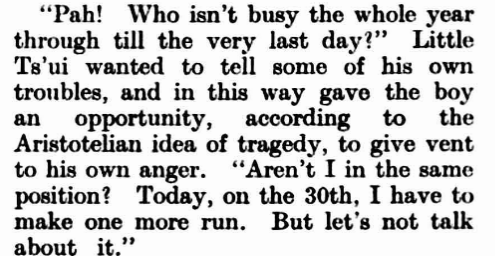 “Pah! Who isn’t busy the whole year
through till the very last day?” Little
Ts’ui wanted to tell some of his own
troubles, and in this way gave the boy
an opportunity, according to the
Aristotelian idea of tragedy, to give vent
to his own anger. “Aren’t I in the same
position? Today, on the 30th, I have to
make one more run. But let’s not talk
about it.”